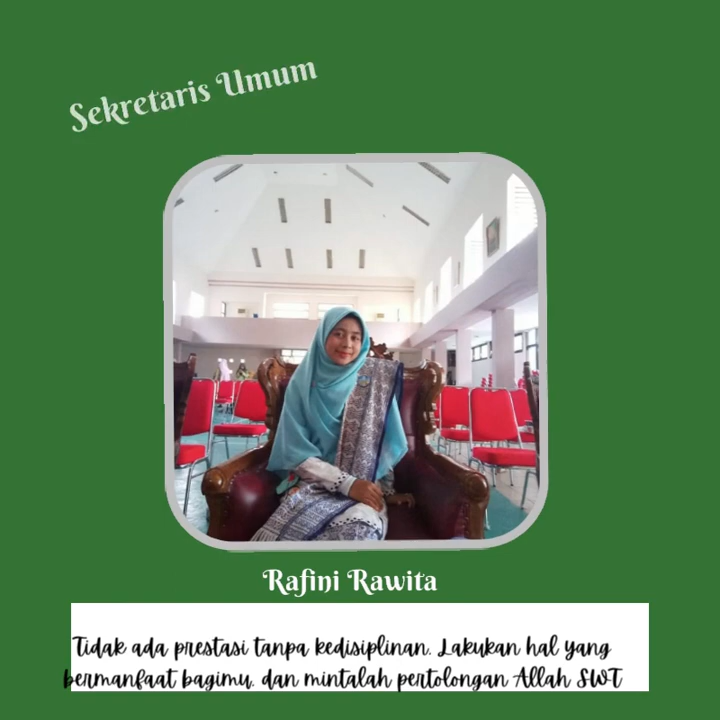 Sekretaris Umum
Rafini Rawita
Tidak ada prestasi tanpa kedisiplinan. Lakukan hal yang
bermanfaat bagimu. dan mintalah pertolongan Allah SWT